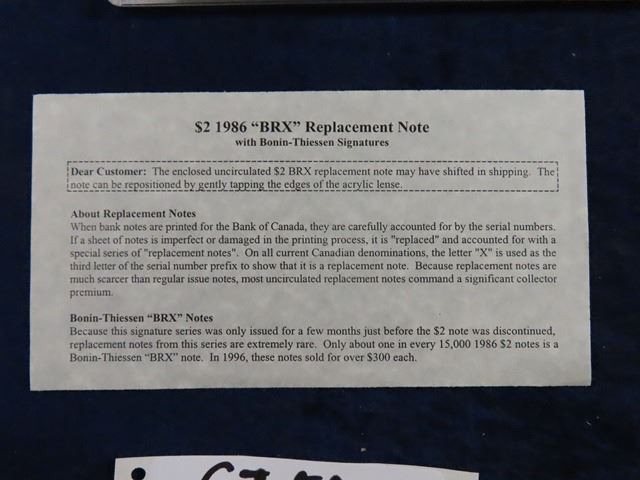 $2 1986 “BRX” Replacement Note
with Bonin-Thiessen Signatures
Dear Customer: The enclosed uncirculated $2 BRX replacement note may have shifted in shipping. The
note can be repositioned by gently tapping the edges of the acrylic lense.
About Replacement Notes
When bank notes are printed for the Bank of Canada, they are carefully accounted for by the serial numbers.
If a sheet of notes is imperfect or damaged in the printing process, it is "replaced" and accounted for with a
special series of "replacement notes". On all current Canadian denominations, the letter "X" is used as the
third letter of the serial number prefix to show that it is a replacement note. Because replacement notes are
much scarcer than regular issue notes, most uncirculated replacement notes command a significant collector
premium.
Bonin-Thiessen “BRX” Notes
Because this signature series was only issued for a few months just before the $2 note was discontinued,
replacement notes from this series are extremely rare. Only about one in every 15,000 1986 $2 notes is a
Bonin-Thiessen “BRX” note. In 1996, these notes sold for over $300 each.